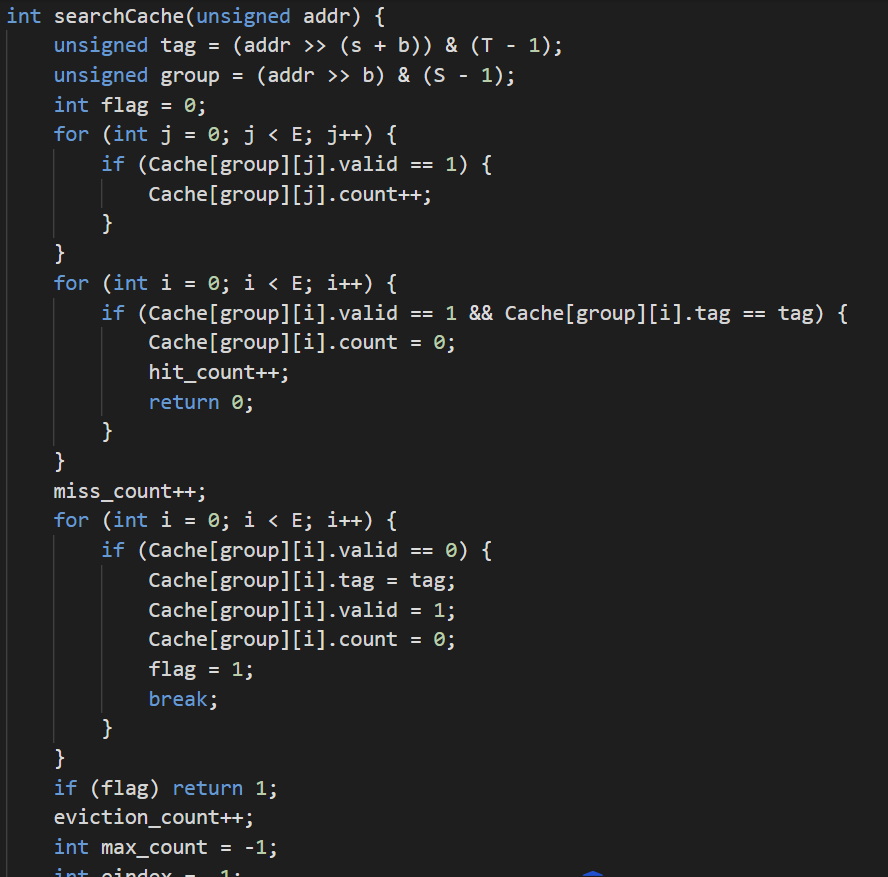 int searchCache(unsigned addr) {
    unsigned tag = (addr >> (s + b)) & (T - 1);
    unsigned group = (addr >> b) & (S - 1);
    int flag = 0;
    for (int j = 0; j < E; j++) {
        if (Cache[group][j].valid == 1) {
            Cache[group][j].count++;
        }
    }
    for (int i = 0; i < E; i++) {
        if (Cache[group][i].valid == 1 && Cache[group][i].tag == tag) {
            Cache[group][i].count = 0;
            hit_count++;
            return 0;
        }
    }
    miss_count++;
    for (int i = 0; i < E; i++) {
        if (Cache[group][i].valid == 0) {
            Cache[group][i].tag = tag;
            Cache[group][i].valid = 1;
            Cache[group][i].count = 0;
            flag = 1;
            break;
        }
    }
    if (flag) return 1;
    eviction_count++;
    int max_count = -1;